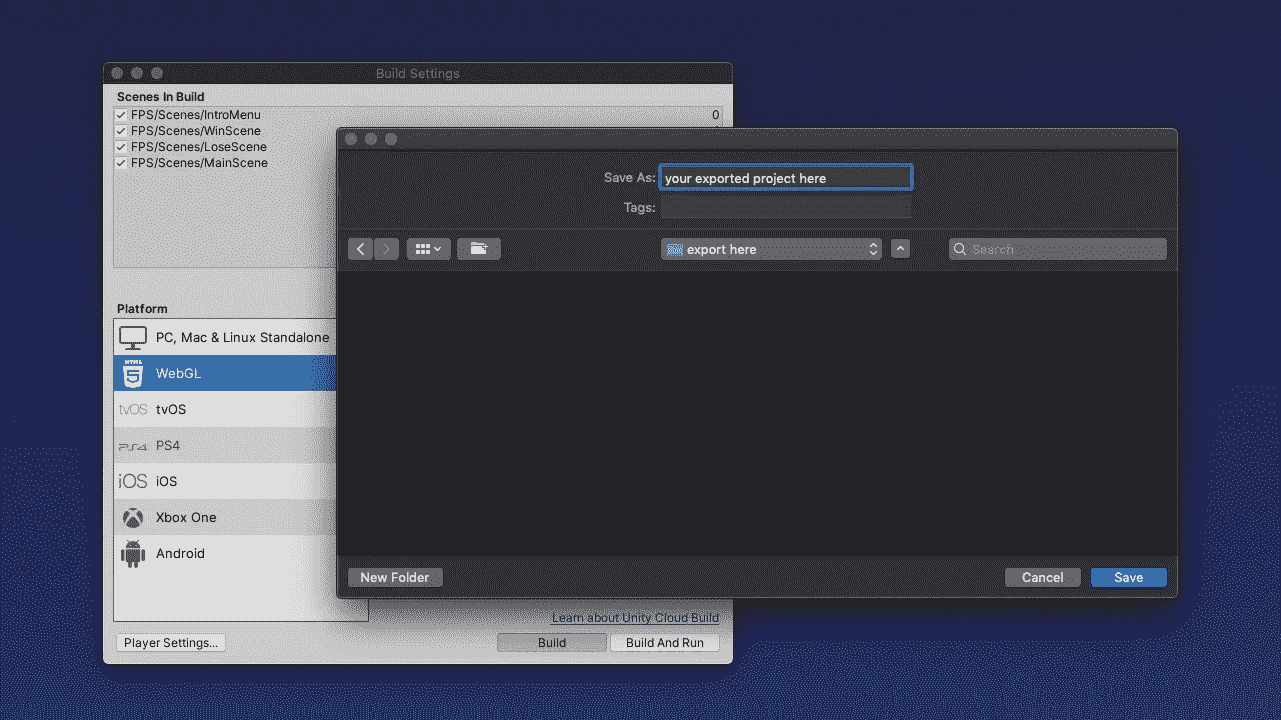 Build Settings
Scenes In Build
FPS/Scenes/IntroMenu 0
FPS/Scenes/WinScene
FPS/Scenes/LoseScene
FPS/Scenes/MainScene
Save As: your exported project here
Tags:
export here
Search
Platform
PC, Mac & Linux Standalone
HTML 5 WebGL
tvOS tvOS
PS4 PS4
iOS iOS
Xbox One
Android
New Folder Cancel Save
Learn about Unity Cloud Build
Player Settings... Build Build And Run